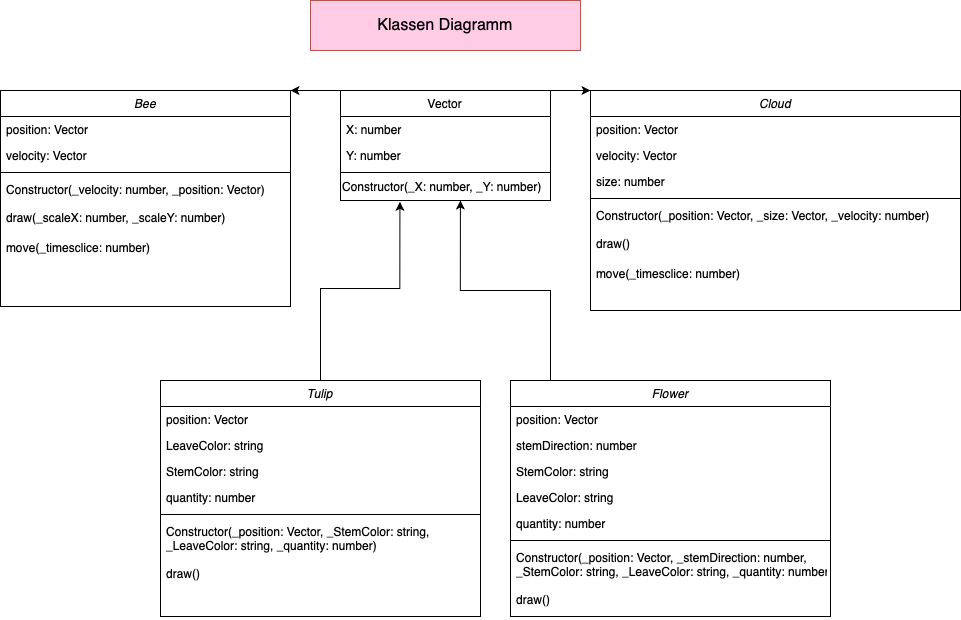 Klassen Diagramm
Bee
position: Vector
velocity: Vector
Constructor(_velocity: number, _position: Vector)
draw(_scaleX: number, _scaleY: number)
move(_timesclice: number)
Vector
X: number
Y: number
Constructor(_X: number, _Y: number)
Cloud
position: Vector
velocity: Vector
size: number
Constructor(_position: Vector, _size: Vector, _velocity: number)
draw()
move(_timesclice: number)
Tulip
position: Vector
LeaveColor: string
StemColor: string
quantity: number
Constructor(_position: Vector, _StemColor: string,
_LeaveColor: string, _quantity: number)
draw()
Flower
position: Vector
stemDirection: number
StemColor: string
LeaveColor: string
quantity: number
Constructor(_position: Vector, _stemDirection: number,
_StemColor: string, _LeaveColor: string, _quantity: number
draw()